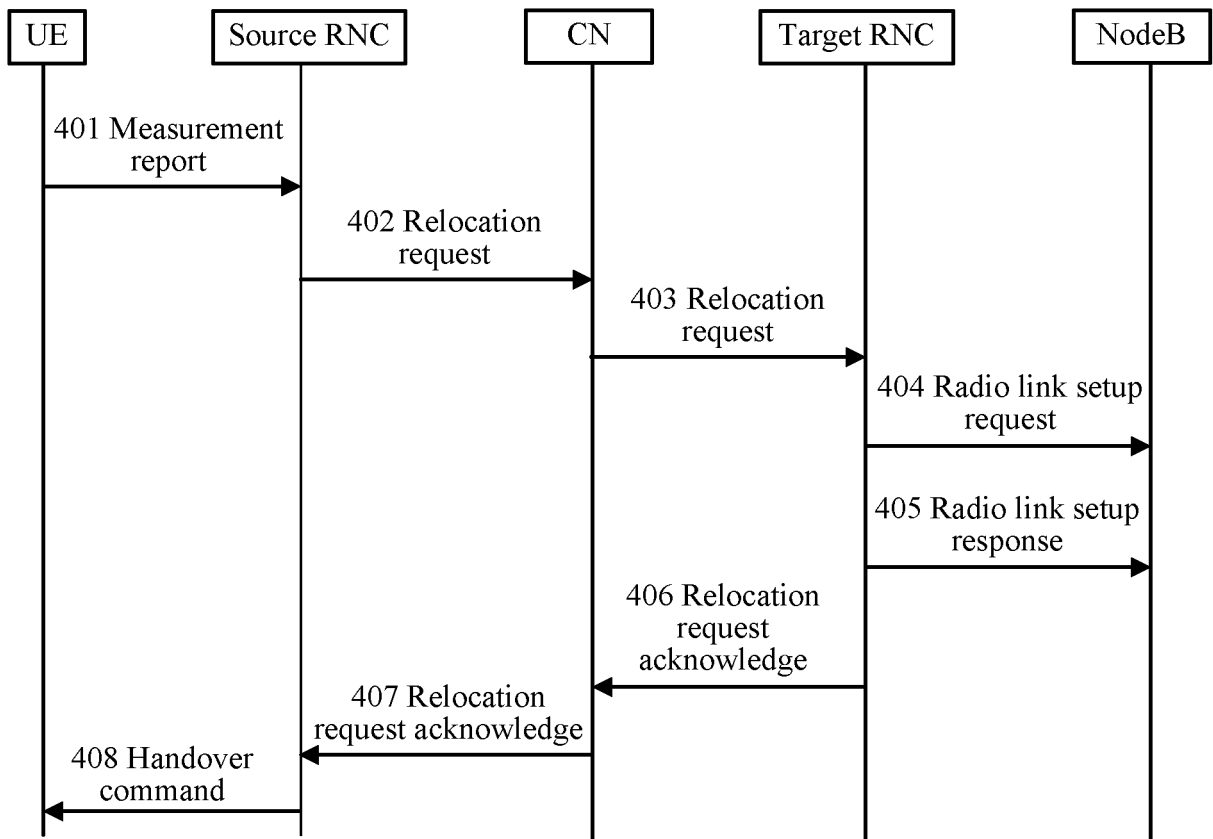 UE
Source RNC
CN
Target RNC
NodeB
401 Measurement
report
402 Relocation
request
403 Relocation
request
404 Radio link setup
request
405 Radio link setup
response
406 Relocation
request
acknowledge
407 Relocation
request acknowledge
408 Handover
command